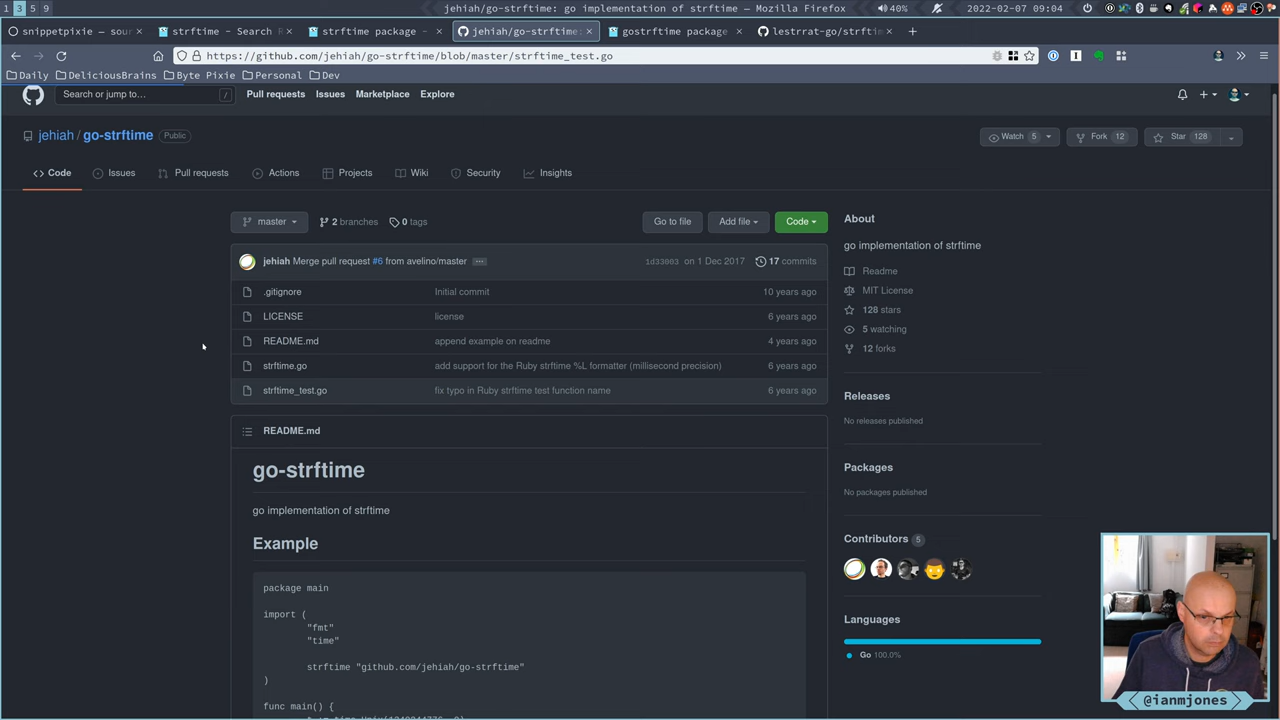 1 3 5 9
jehiah/go-strftime: go implementation of strftime — Mozilla Firefox
40%
2022-02-07 09:04
snippetpixie — sour
strftime - Search R
strftime package -
jehiah/go-strftime:
gostrftime package
lestrrat-go/strftim
https://github.com/jehiah/go-strftime/blob/master/strftime_test.go
Daily DeliciousBrains Byte Pixie Personal Dev
Search or jump to… /
Pull requests Issues Marketplace Explore
jehiah / go-strftime Public
Watch 5 Fork 12 Star 128
Code Issues Pull requests Actions Projects Wiki Security Insights
master 2 branches 0 tags
Go to file Add file Code
jehiah Merge pull request #6 from avelino/master ... 1d33003 on 1 Dec 2017 17 commits
.gitignore Initial commit 10 years ago
LICENSE license 6 years ago
README.md append example on readme 4 years ago
strftime.go add support for the Ruby strftime %L formatter (millisecond precision) 6 years ago
strftime_test.go fix typo in Ruby strftime test function name 6 years ago
README.md
go-strftime
go implementation of strftime
Example
package main
import (
"fmt"
"time"
strftime "github.com/jehiah/go-strftime"
)
func main() {
About
go implementation of strftime
Readme
MIT License
128 stars
5 watching
12 forks
Releases
No releases published
Packages
No packages published
Contributors 5
Languages
Go 100.0%
@ianmjones